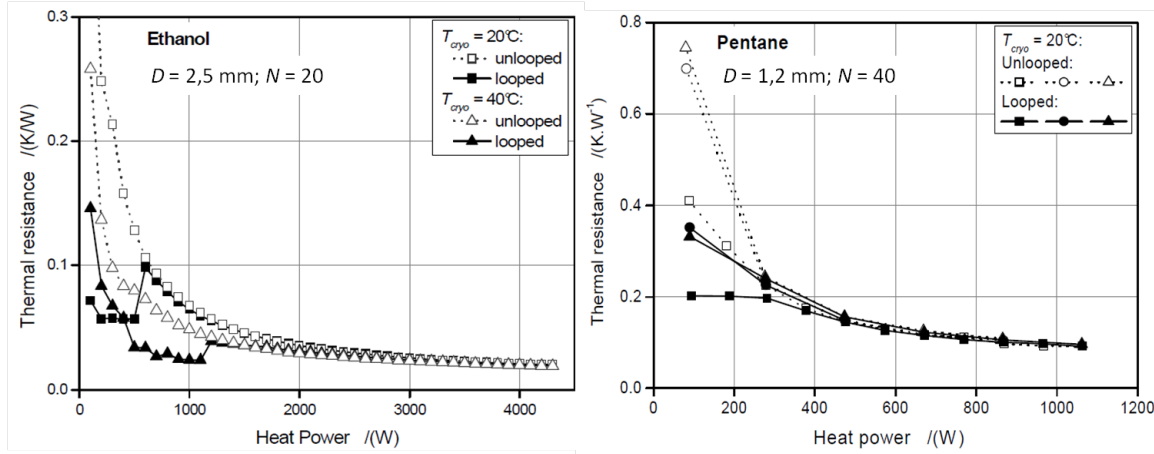 Ethanol
D = 2,5 mm; N = 20
T_cryo = 20°C:
unlooped
looped
T_cryo = 40°C:
unlooped
looped
0.3
0.2
0.1
0.0
Thermal resistance /(K/W)
0 1000 2000 3000 4000
Heat Power /(W)
Pentane
D = 1,2 mm; N = 40
T_cryo = 20°C:
Unlooped:
Looped:
0.8
0.6
0.4
0.2
0.0
Thermal resistance /(K.W⁻¹)
0 200 400 600 800 1000 1200
Heat power /(W)